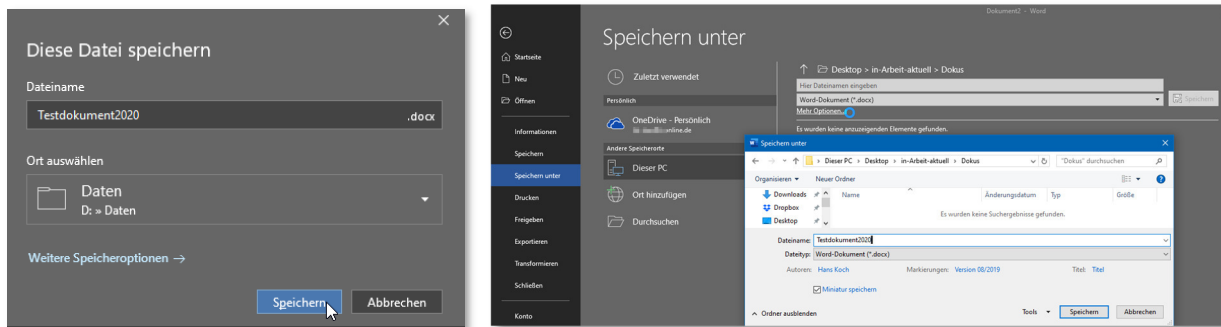 Diese Datei speichern
Dateiname
Testdokument2020 .docx
Ort auswählen
Daten
D: » Daten
Weitere Speicheroptionen →
Speichern Abbrechen
Dokument2 - Word
Startseite
Neu
Öffnen
Informationen
Speichern
Speichern unter
Drucken
Freigeben
Exportieren
Transformieren
Schließen
Konto
Speichern unter
Zuletzt verwendet
Persönlich
OneDrive - Persönlich
online.de
Andere Speicherorte
Dieser PC
Ort hinzufügen
Durchsuchen
Desktop > in-Arbeit-aktuell > Dokus
Hier Dateinamen eingeben
Word-Dokument (*.docx)
Speichern
Mehr Optionen...
Es wurden keine anzuzeigenden Elemente gefunden.
Speichern unter
› Dieser PC › Desktop › in-Arbeit-aktuell › Dokus
"Dokus" durchsuchen
Organisieren Neuer Ordner
Downloads
Dropbox
Desktop
Name Änderungsdatum Typ Größe
Es wurden keine Suchergebnisse gefunden.
Dateiname: Testdokument2020
Dateityp: Word-Dokument (*.docx)
Autoren: Hans Koch Markierungen: Version 08/2019 Titel: Titel
Miniatur speichern
Ordner ausblenden Tools Speichern Abbrechen